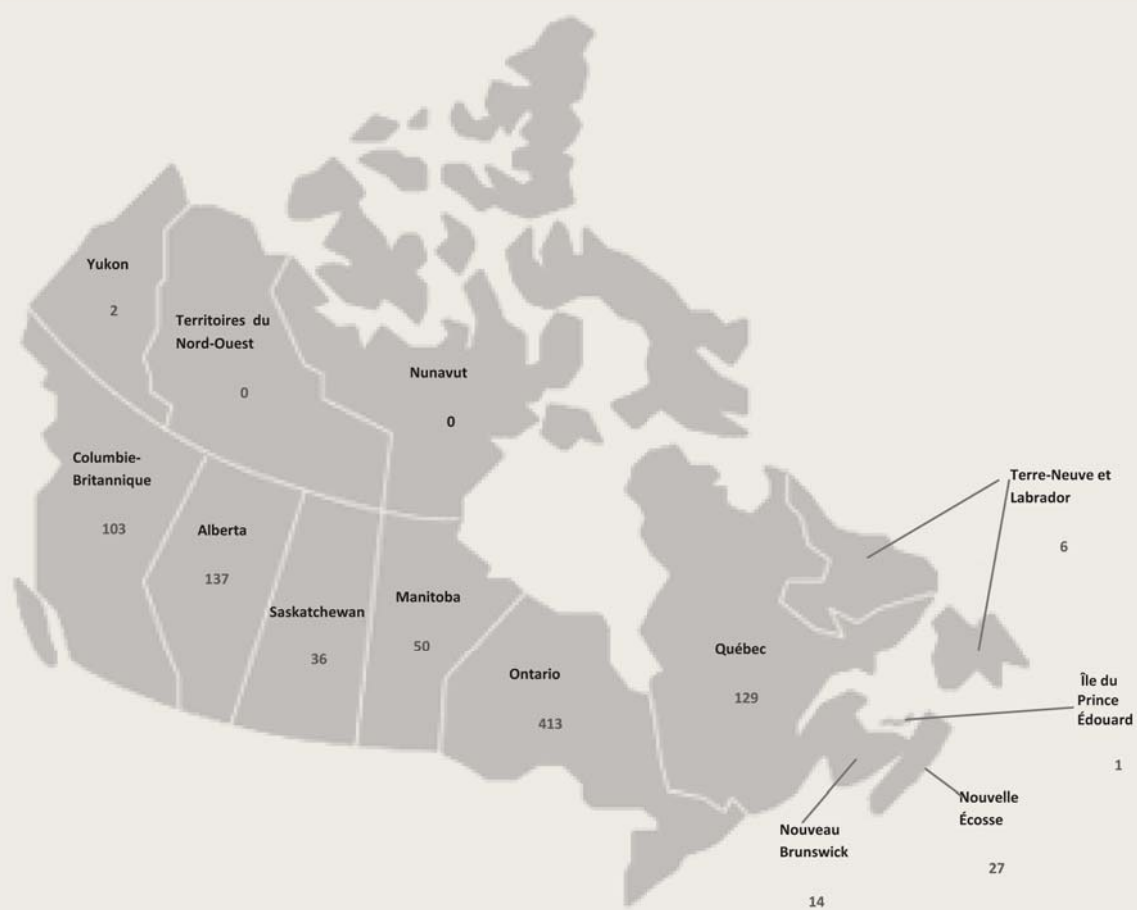 Yukon
2
Territoires du
Nord-Ouest
0
Nunavut
0
Columbie-
Britannique
103
Alberta
137
Saskatchewan
36
Manitoba
50
Ontario
413
Québec
129
Terre-Neuve et
Labrador
6
Île du
Prince
Édouard
1
Nouvelle
Écosse
27
Nouveau
Brunswick
14